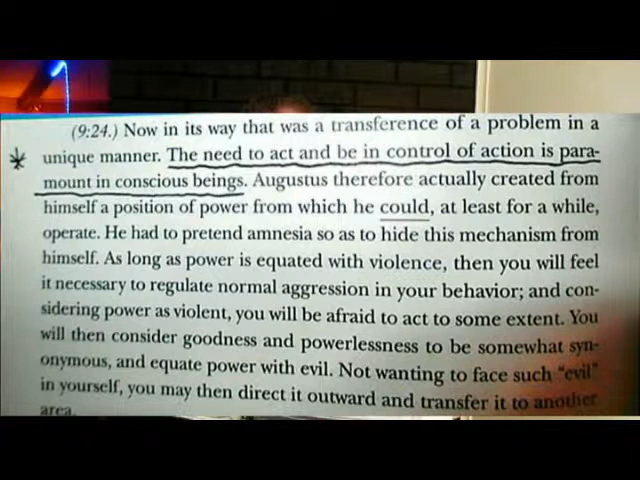 (9:24.) Now in its way that was a transference of a problem in a
unique manner. The need to act and be in control of action is para-
mount in conscious beings. Augustus therefore actually created from
himself a position of power from which he could, at least for a while,
operate. He had to pretend amnesia so as to hide this mechanism from
himself. As long as power is equated with violence, then you will feel
it necessary to regulate normal aggression in your behavior; and con-
sidering power as violent, you will be afraid to act to some extent. You
will then consider goodness and powerlessness to be somewhat syn-
onymous, and equate power with evil. Not wanting to face such "evil"
in yourself, you may then direct it outward and transfer it to another
area.